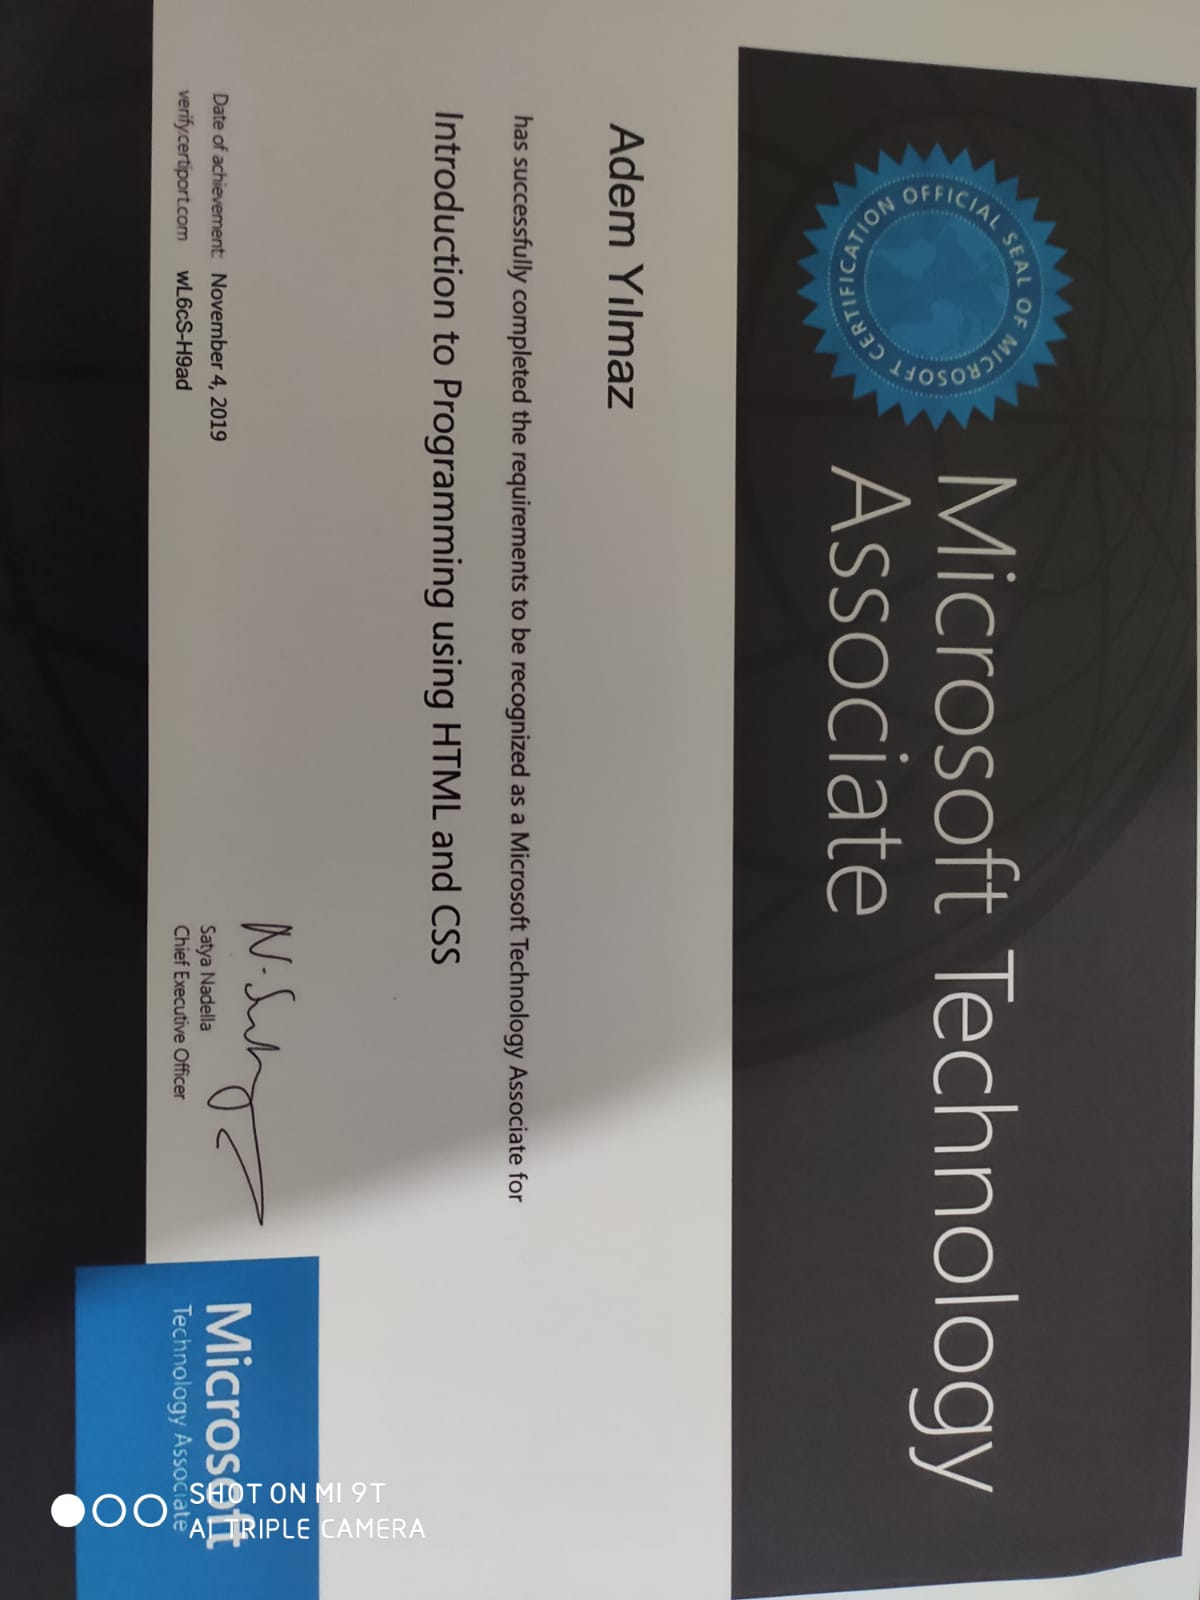 OFFICIAL SEAL OF MICROSOFT CERTIFICATION
Microsoft Technology
Associate
Adem Yılmaz
has successfully completed the requirements to be recognized as a Microsoft Technology Associate for
Introduction to Programming using HTML and CSS
Date of achievement: November 4, 2019
verify.certiport.com wL6cS-H9ad
N. Satya
Satya Nadella
Chief Executive Officer
Microsoft
Technology Associate
SHOT ON MI 9T
AI TRIPLE CAMERA